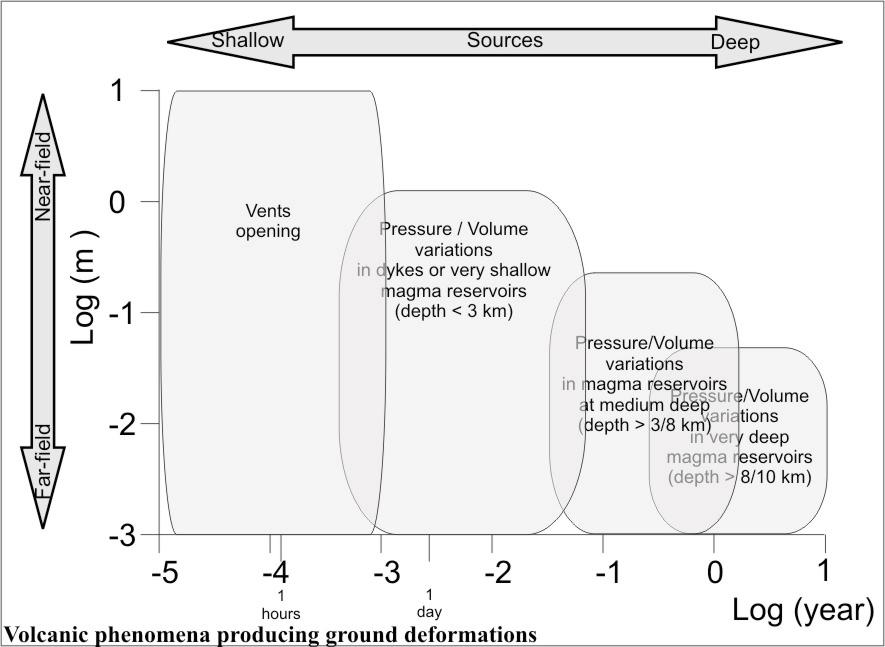 Shallow
Sources
Deep
Near-field
Far-field
Log (m )
1
0
-1
-2
-3
Vents
opening
Pressure / Volume
variations
in dykes or very shallow
magma reservoirs
(depth < 3 km)
Pressure/Volume
variations
in magma reservoirs
at medium deep
(depth > 3/8 km)
Pressure/Volume
variations
in very deep
magma reservoirs
(depth > 8/10 km)
-5
-4
-3
-2
-1
0
1
1
hours
1
day
Log (year)
Volcanic phenomena producing ground deformations